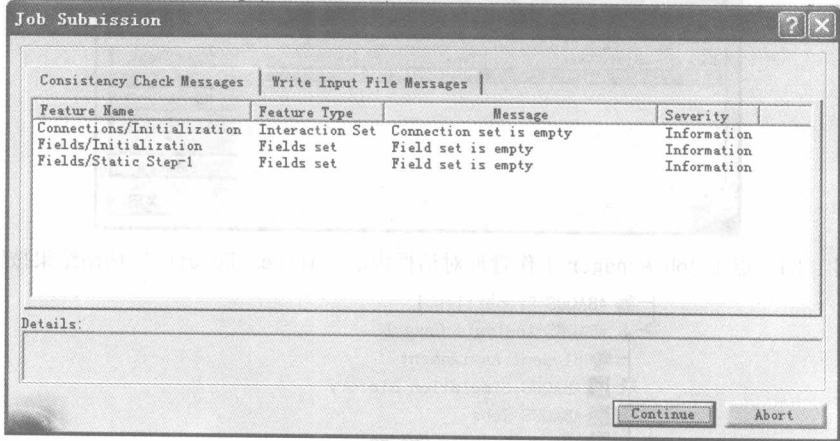 Job Submission
Consistency Check Messages
Write Input File Messages
Feature Name Feature Type Message Severity
Connections/Initialization Interaction Set Connection set is empty Information
Fields/Initialization Fields set Field set is empty Information
Fields/Static Step-1 Fields set Field set is empty Information
Details:
Continue Abort